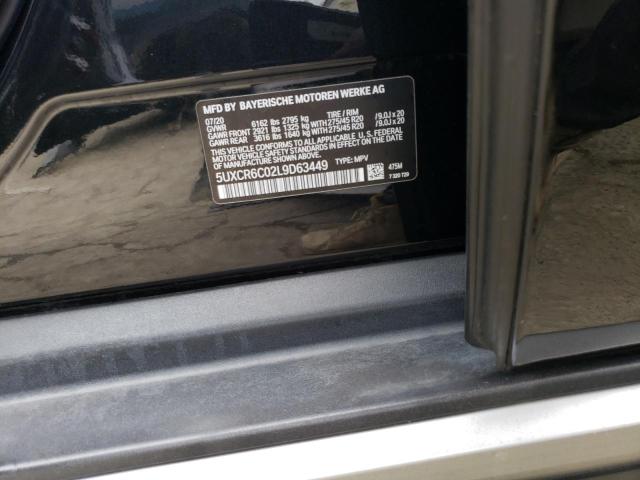 MFD BY BAYERISCHE MOTOREN WERKE AG
07/20 TIRE / RIM
GVWR 6162 lbs 2795 kg
GAWR FRONT 2921 lbs 1325 kg WITH 275/45 R20 / 9.0J x 20
GAWR REAR 3616 lbs 1640 kg WITH 275/45 R20 / 9.0J x 20
THIS VEHICLE CONFORMS TO ALL APPLICABLE U.S. FEDERAL
MOTOR VEHICLE SAFETY STANDARDS IN EFFECT ON THE
DATE OF MANUFACTURE SHOWN ABOVE.
5UXCR6C02L9D63449 TYPE: MPV
475M
7 320 729